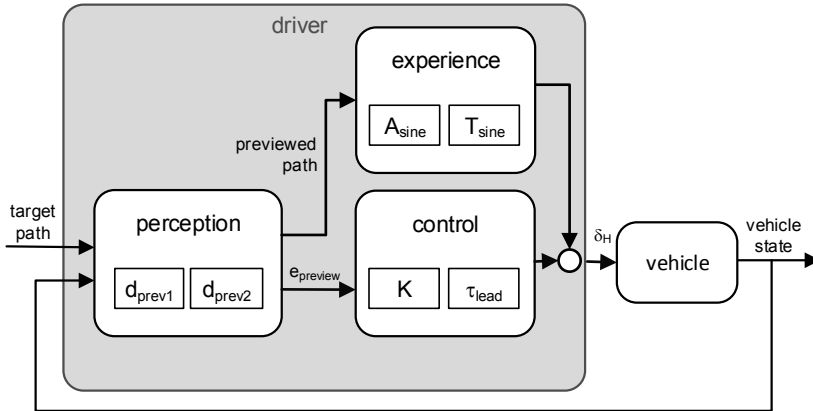 driver
experience
A_sine T_sine
previewed
path
target
path
perception
d_prev1 d_prev2
e_preview
control
K τ_lead
δ_H
vehicle
vehicle
state